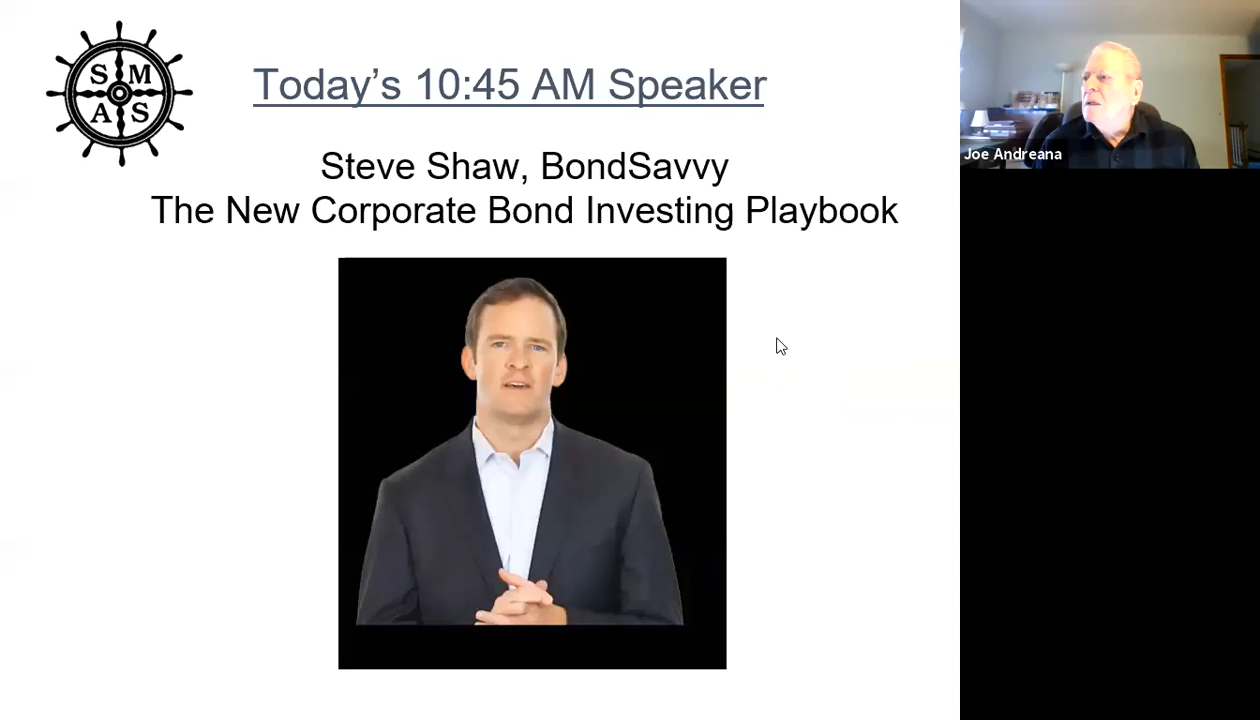 S M
A S
Today's 10:45 AM Speaker
Steve Shaw, BondSavvy
The New Corporate Bond Investing Playbook
Joe Andreana